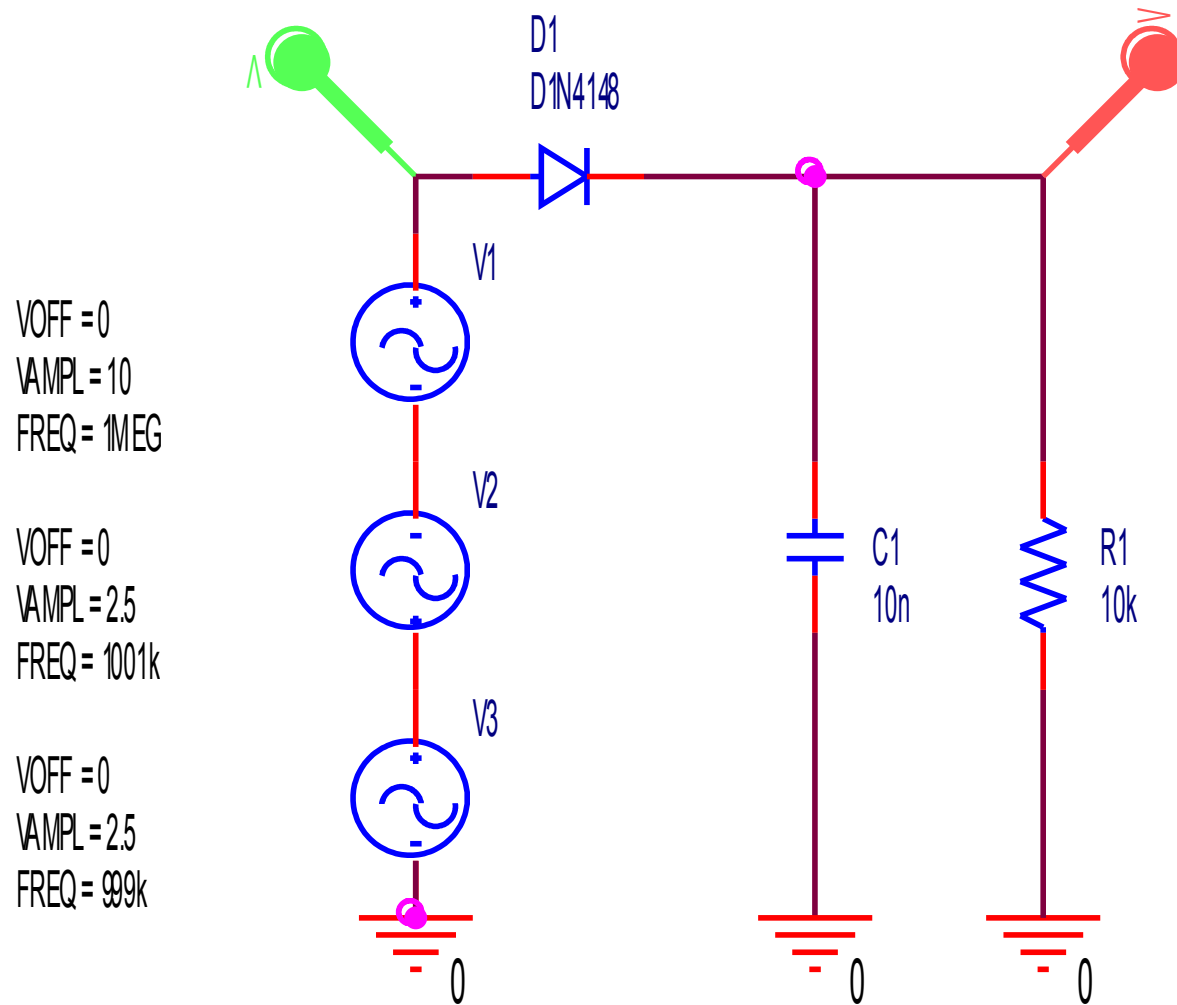 V
V
D1
D1N4148
V1
VOFF = 0
VAMPL = 10
FREQ = 1MEG
V2
VOFF = 0
VAMPL = 2.5
FREQ = 1001k
C1
10n
R1
10k
V3
VOFF = 0
VAMPL = 2.5
FREQ = 999k
0
0
0